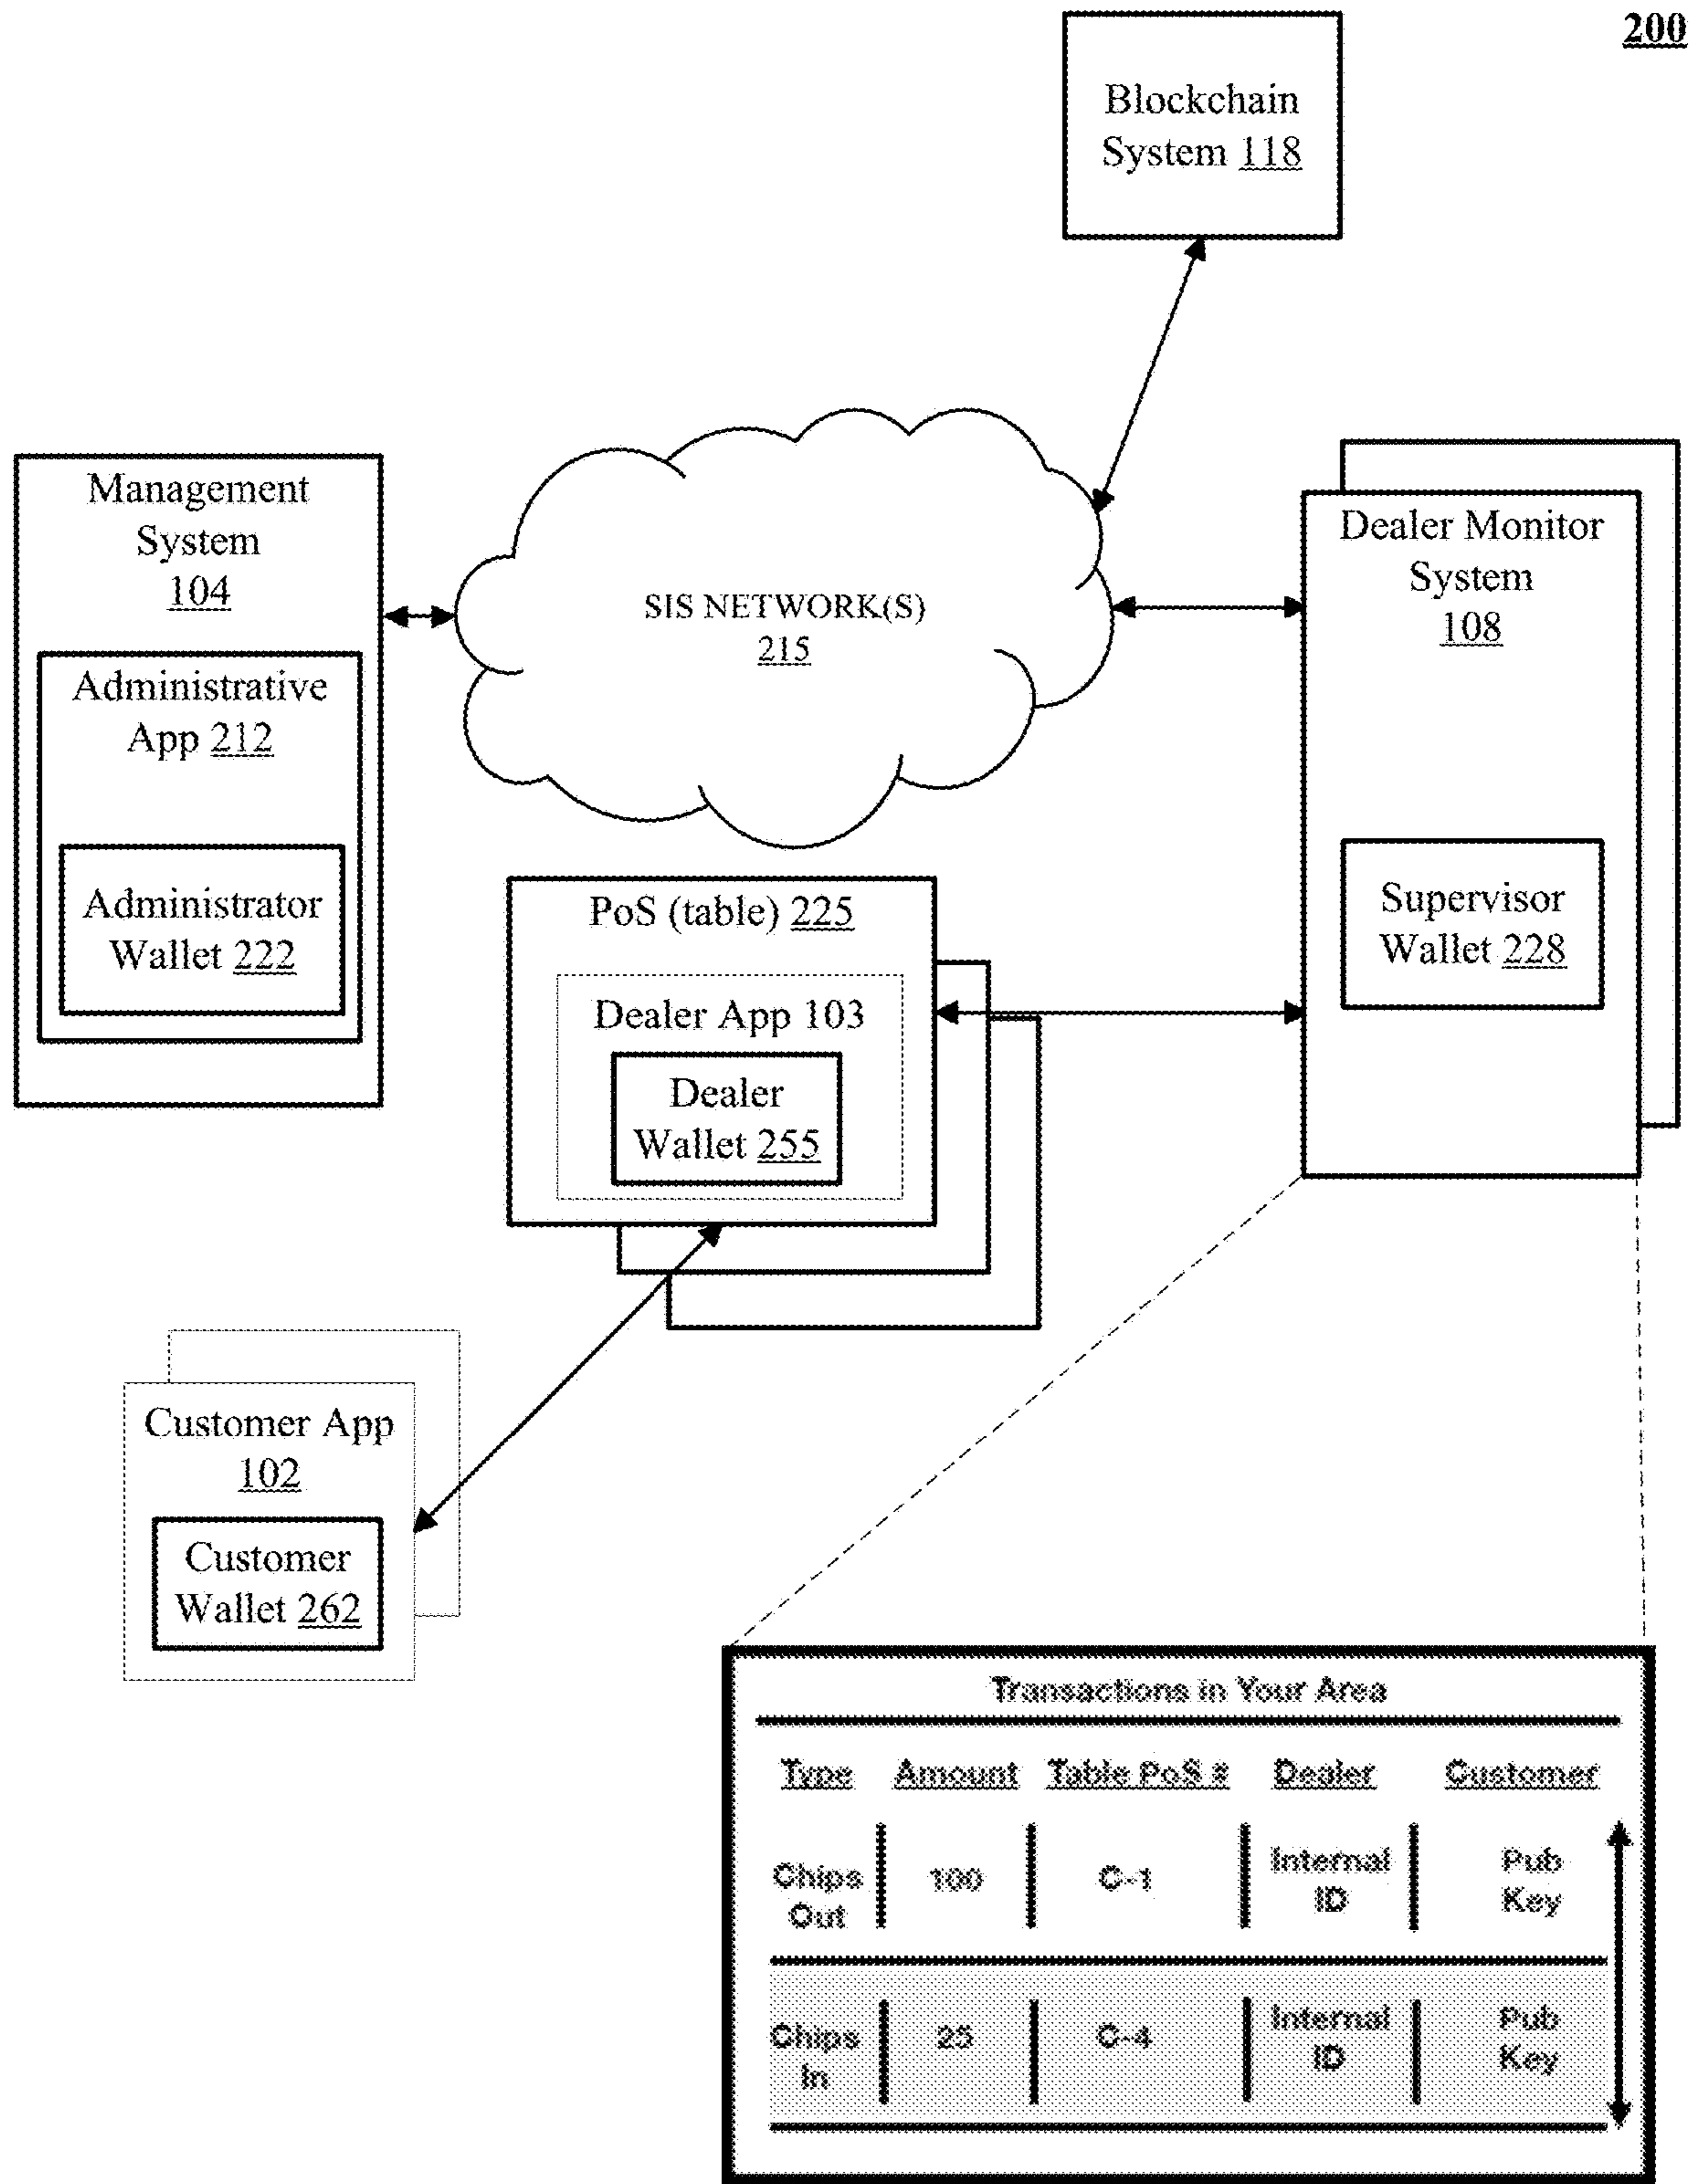 200
Blockchain
System 118
Management
System
104
Administrative
App 212
Administrator
Wallet 222
SIS NETWORK(S)
215
Dealer Monitor
System
108
Supervisor
Wallet 228
PoS (table) 225
Dealer App 103
Dealer
Wallet 255
Customer App
102
Customer
Wallet 262
Transactions in Your Area
Type Amount Table PoS # Dealer Customer
Chips Out 100 C-1 Internal ID Pub Key
Chips In 25 C-4 Internal ID Pub Key